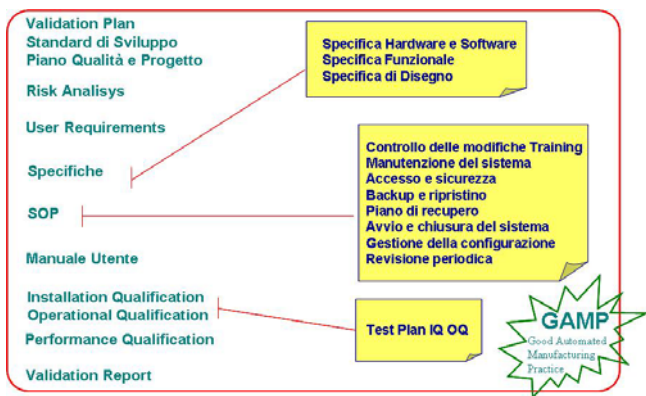 Validation Plan
Standard di Sviluppo
Piano Qualità e Progetto
Risk Analisys
User Requirements
Specifiche
SOP
Manuale Utente
Installation Qualification
Operational Qualification
Performance Qualification
Validation Report
Specifica Hardware e Software
Specifica Funzionale
Specifica di Disegno
Controllo delle modifiche Training
Manutenzione del sistema
Accesso e sicurezza
Backup e ripristino
Piano di recupero
Avvio e chiusura del sistema
Gestione della configurazione
Revisione periodica
Test Plan IQ OQ
GAMP
Good Automated
Manufacturing
Practice